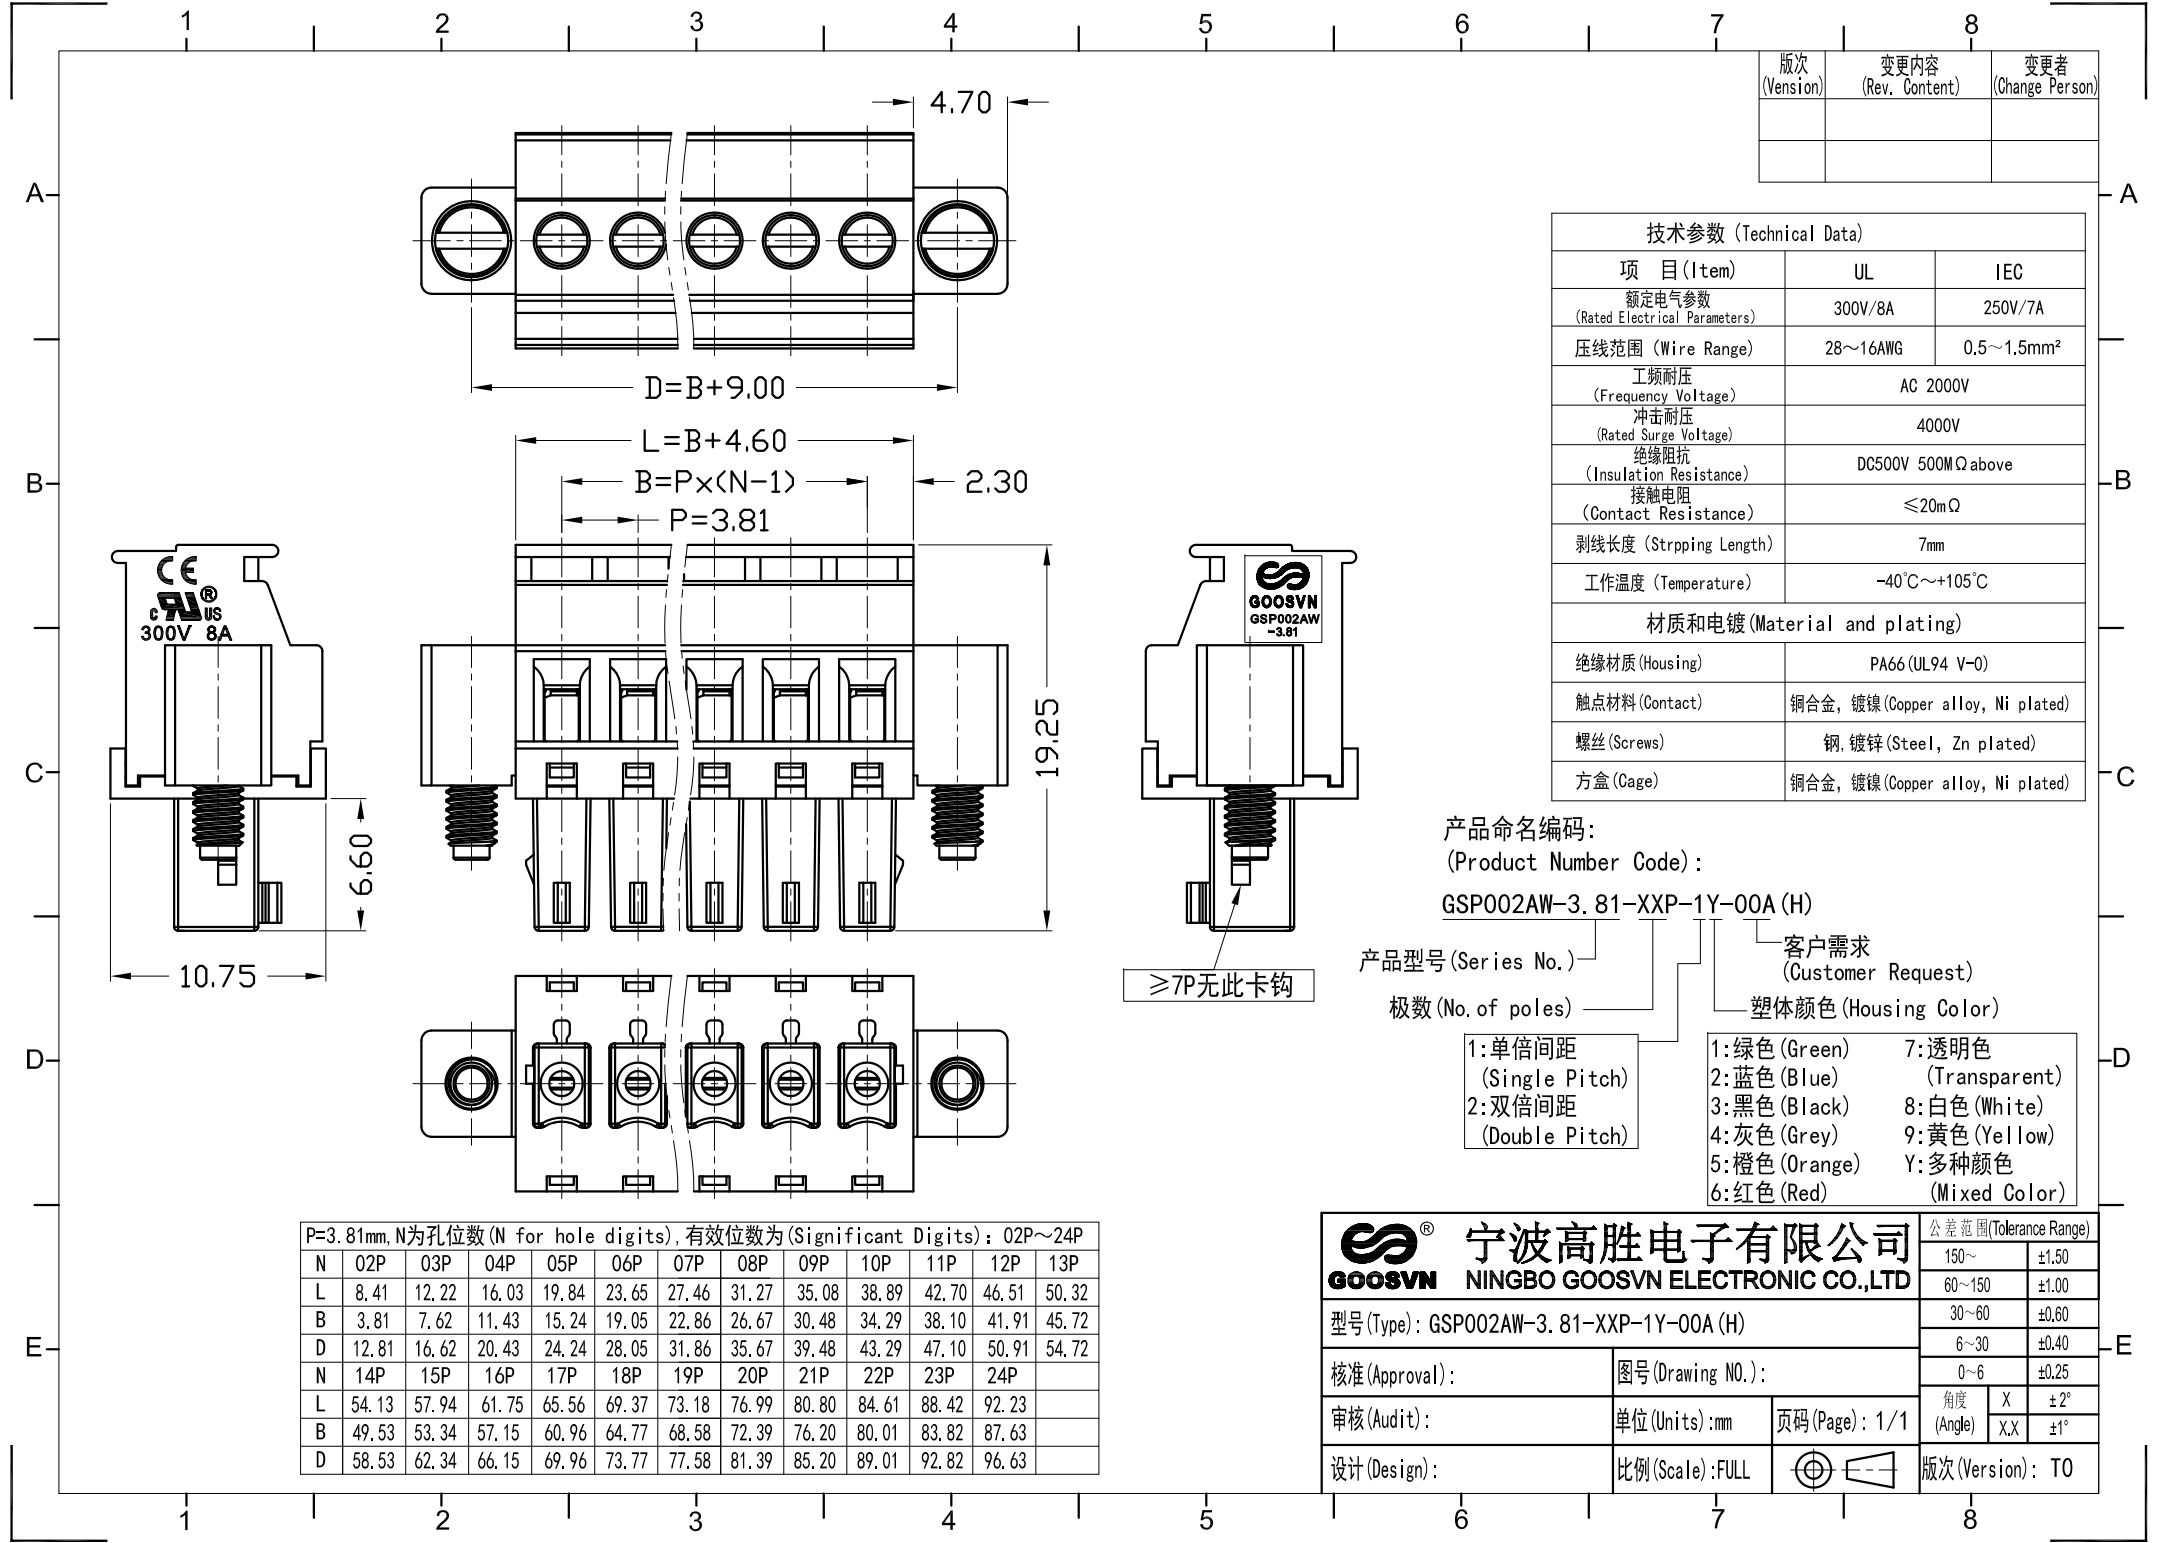 1 2 3 4 5 6 7 8
版次 变更内容 变更者
(Vension) (Rev. Content) (Change Person)
4.70
A A
D=B+9.00
L=B+4.60
B=P×(N-1) 2.30
P=3.81
B B
19.25
CE
c RU ® US
300V 8A
6.60
10.75
GOOSVN
GSP002AW
-3.81
≥7P无此卡钩
技术参数 (Technical Data)
项 目(Item) UL IEC
额定电气参数
(Rated Electrical Parameters) 300V/8A 250V/7A
压线范围 (Wire Range) 28～16AWG 0.5～1.5mm²
工频耐压
(Frequency Voltage) AC 2000V
冲击耐压
(Rated Surge Voltage) 4000V
绝缘阻抗
(Insulation Resistance) DC500V 500MΩabove
接触电阻
(Contact Resistance) ≤20mΩ
剥线长度 (Strpping Length) 7mm
工作温度 (Temperature) -40℃～+105℃
材质和电镀(Material and plating)
绝缘材质(Housing) PA66(UL94 V-0)
触点材料(Contact) 铜合金, 镀镍(Copper alloy, Ni plated)
螺丝(Screws) 钢,镀锌(Steel, Zn plated)
方盒(Cage) 铜合金, 镀镍(Copper alloy, Ni plated)
C C
产品命名编码:
(Product Number Code):
GSP002AW-3.81-XXP-1Y-00A(H)
客户需求
(Customer Request)
产品型号(Series No.)
极数(No.of poles)
塑体颜色(Housing Color)
1:单倍间距
(Single Pitch)
2:双倍间距
(Double Pitch)
1:绿色(Green) 7:透明色
2:蓝色(Blue) (Transparent)
3:黑色(Black) 8:白色(White)
4:灰色(Grey) 9:黄色(Yellow)
5:橙色(Orange) Y:多种颜色
6:红色(Red) (Mixed Color)
D D
P=3.81mm,N为孔位数(N for hole digits),有效位数为(Significant Digits): 02P～24P
N 02P 03P 04P 05P 06P 07P 08P 09P 10P 11P 12P 13P
L 8.41 12.22 16.03 19.84 23.65 27.46 31.27 35.08 38.89 42.70 46.51 50.32
B 3.81 7.62 11.43 15.24 19.05 22.86 26.67 30.48 34.29 38.10 41.91 45.72
D 12.81 16.62 20.43 24.24 28.05 31.86 35.67 39.48 43.29 47.10 50.91 54.72
N 14P 15P 16P 17P 18P 19P 20P 21P 22P 23P 24P
L 54.13 57.94 61.75 65.56 69.37 73.18 76.99 80.80 84.61 88.42 92.23
B 49.53 53.34 57.15 60.96 64.77 68.58 72.39 76.20 80.01 83.82 87.63
D 58.53 62.34 66.15 69.96 73.77 77.58 81.39 85.20 89.01 92.82 96.63
®
GOOSVN
宁波高胜电子有限公司
NINGBO GOOSVN ELECTRONIC CO.,LTD
公差范围(Tolerance Range)
150～ ±1.50
60～150 ±1.00
30～60 ±0.60
6～30 ±0.40
0～6 ±0.25
角度
(Angle) X ±2°
X.X ±1°
型号(Type): GSP002AW-3.81-XXP-1Y-00A(H)
核准(Approval): 图号(Drawing NO.):
审核(Audit): 单位(Units):mm 页码(Page): 1/1
设计(Design): 比例(Scale):FULL 版次(Version): T0
E E
1 2 3 4 5 6 7 8